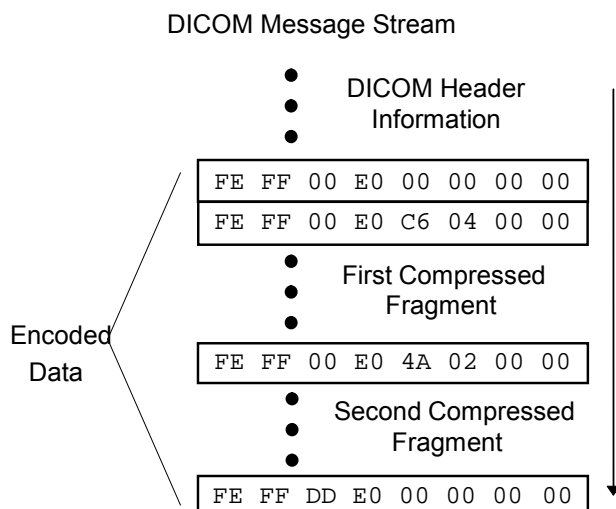 DICOM Message Stream
DICOM Header
Information
FE FF 00 E0 00 00 00 00
FE FF 00 E0 C6 04 00 00
First Compressed
Fragment
Encoded
Data
FE FF 00 E0 4A 02 00 00
Second Compressed
Fragment
FE FF DD E0 00 00 00 00